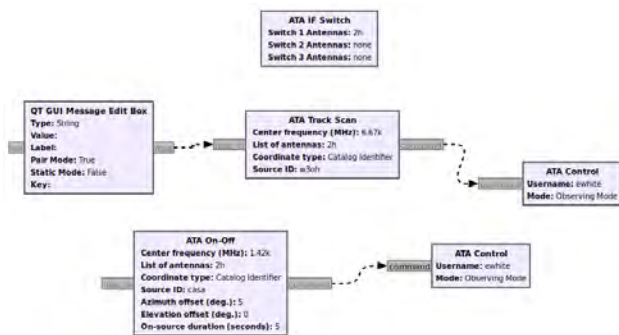 ATA IF Switch
Switch 1 Antennas: 2h
Switch 2 Antennas: none
Switch 3 Antennas: none
QT GUI Message Edit Box
Type: String
Value:
Label:
Pair Mode: True
Static Mode: False
Key:
ATA Track Scan
Center frequency (MHz): 6.67k
List of antennas: 2h
Coordinate type: Catalog Identifier
Source ID: w3oh
ATA Control
Username: ewhite
Mode: Observing Mode
ATA On-Off
Center frequency (MHz): 1.42k
List of antennas: 2h
Coordinate type: Catalog Identifier
Source ID: casa
Azimuth offset (deg.): 5
Elevation offset (deg.): 0
On-source duration (seconds): 5
command
ATA Control
Username: ewhite
Mode: Observing Mode